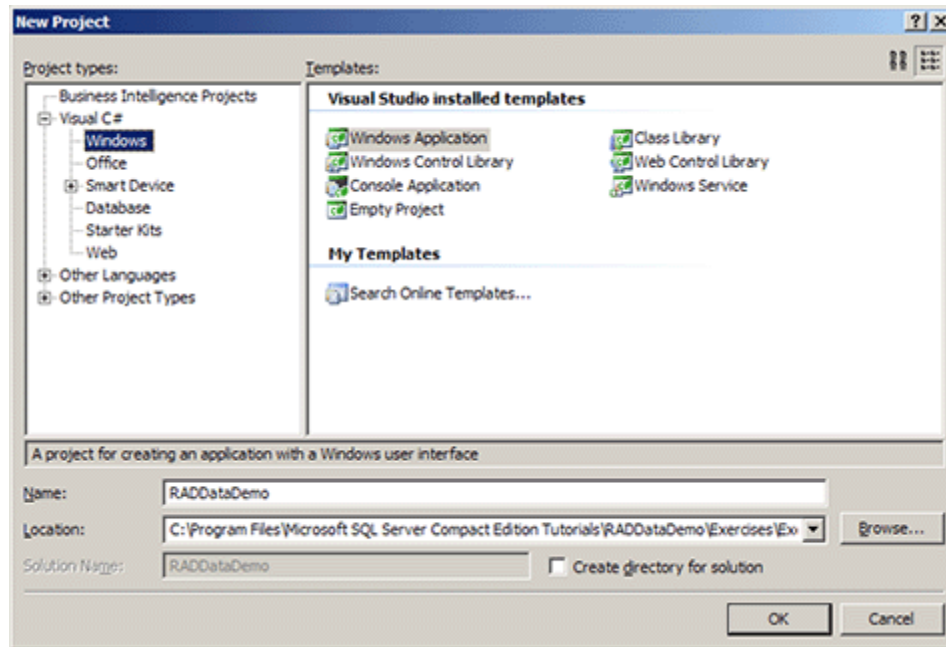 New Project
Project types:
Templates:
Business Intelligence Projects
Visual C#
Windows
Office
Smart Device
Database
Starter Kits
Web
Other Languages
Other Project Types
Visual Studio installed templates
Windows Application
Class Library
Windows Control Library
Web Control Library
Console Application
Windows Service
Empty Project
My Templates
Search Online Templates...
A project for creating an application with a Windows user interface
Name: RADDataDemo
Location: C:\Program Files\Microsoft SQL Server Compact Edition Tutorials\RADDataDemo\Exercises\Ex Browse...
Solution Name: RADDataDemo Create directory for solution
OK Cancel